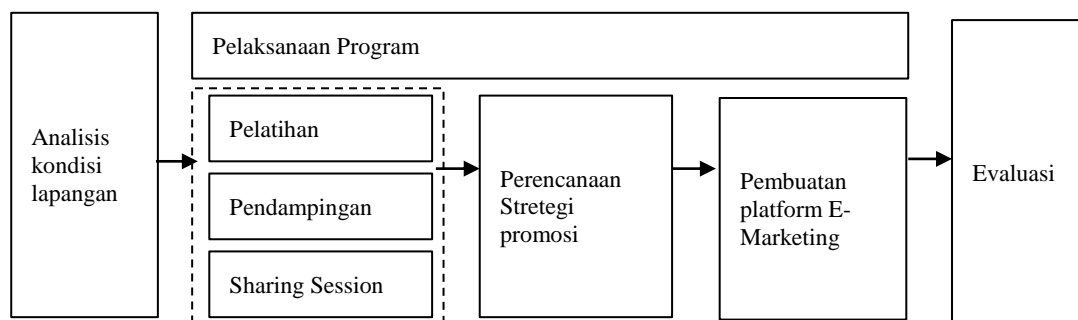 Analisis
kondisi
lapangan
Pelaksanaan Program
Pelatihan
Pendampingan
Sharing Session
Perencanaan
Stretegi
promosi
Pembuatan
platform E-
Marketing
Evaluasi